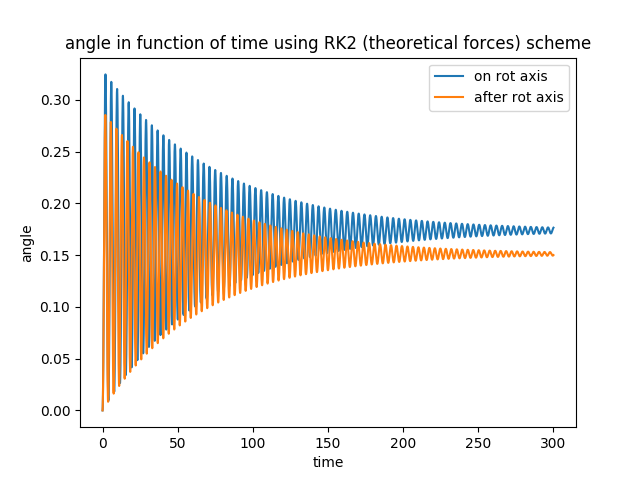 angle in function of time using RK2 (theoretical forces) scheme
on rot axis
after rot axis
0.30
0.25
0.20
0.15
0.10
0.05
0.00
angle
0 50 100 150 200 250 300
time